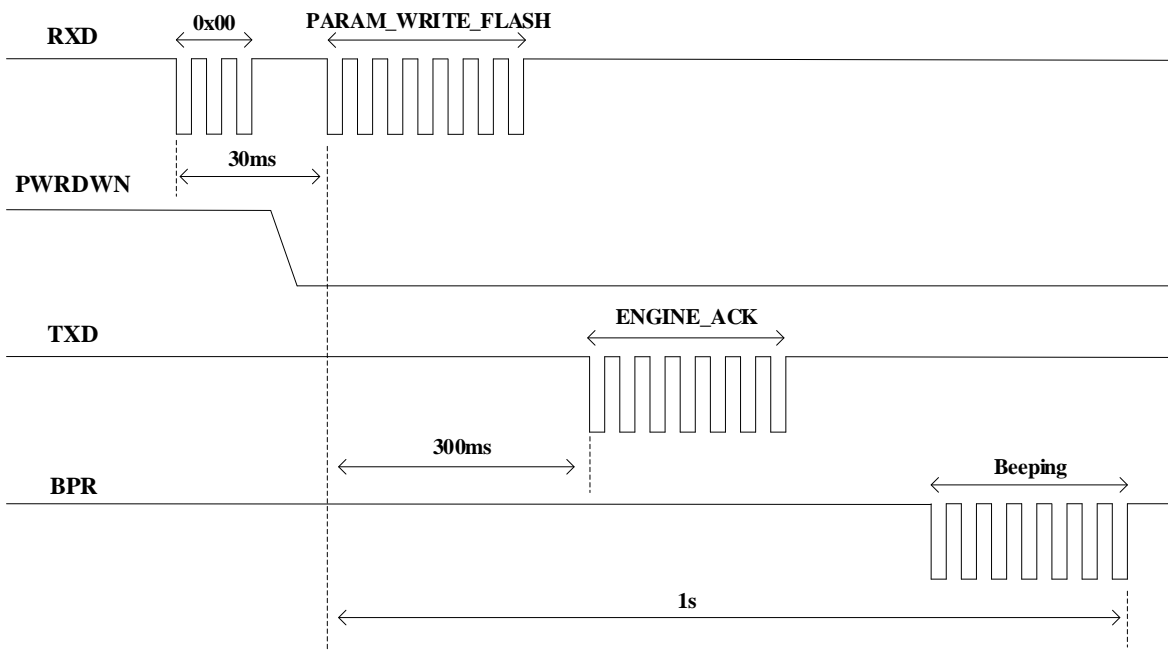 0x00
PARAM_WRITE_FLASH
RXD
30ms
PWRDWN
ENGINE_ACK
TXD
300ms
Beeping
BPR
1s